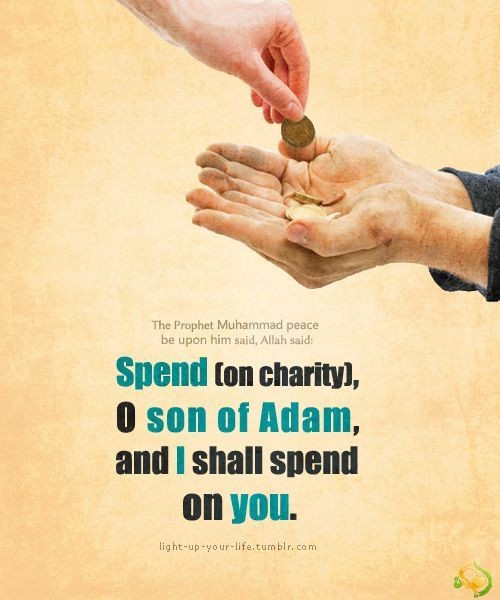 The Prophet Muhammad peace
be upon him said, Allah said:
Spend (on charity),
O son of Adam,
and I shall spend
on you.
light-up-your-life.tumblr.com